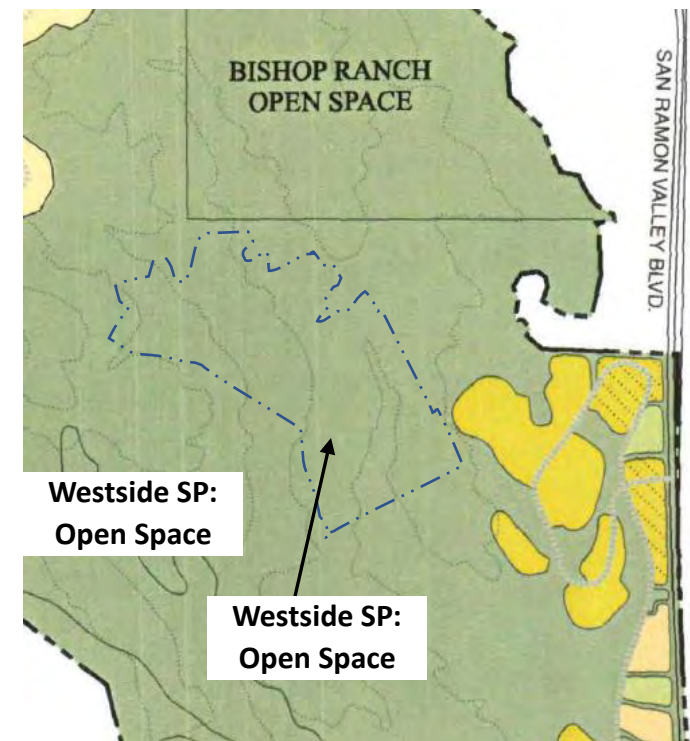 BISHOP RANCH
OPEN SPACE
SAN RAMON VALLEY BLVD.
Westside SP:
Open Space
Westside SP:
Open Space